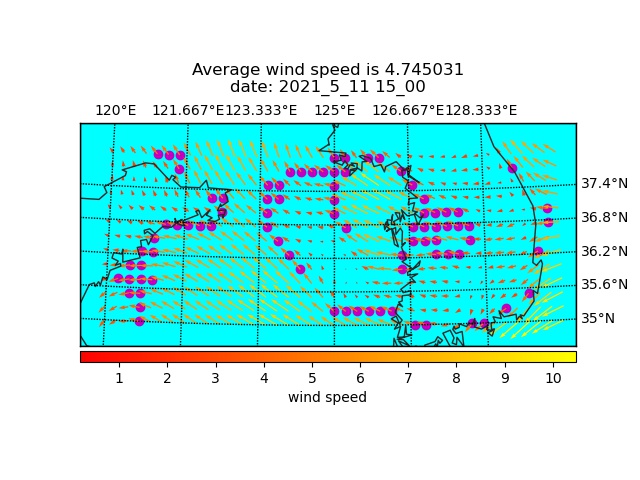 Average wind speed is 4.745031
date: 2021_5_11 15_00
120°E 121.667°E 123.333°E 125°E 126.667°E 128.333°E
37.4°N
36.8°N
36.2°N
35.6°N
35°N
1 2 3 4 5 6 7 8 9 10
wind speed